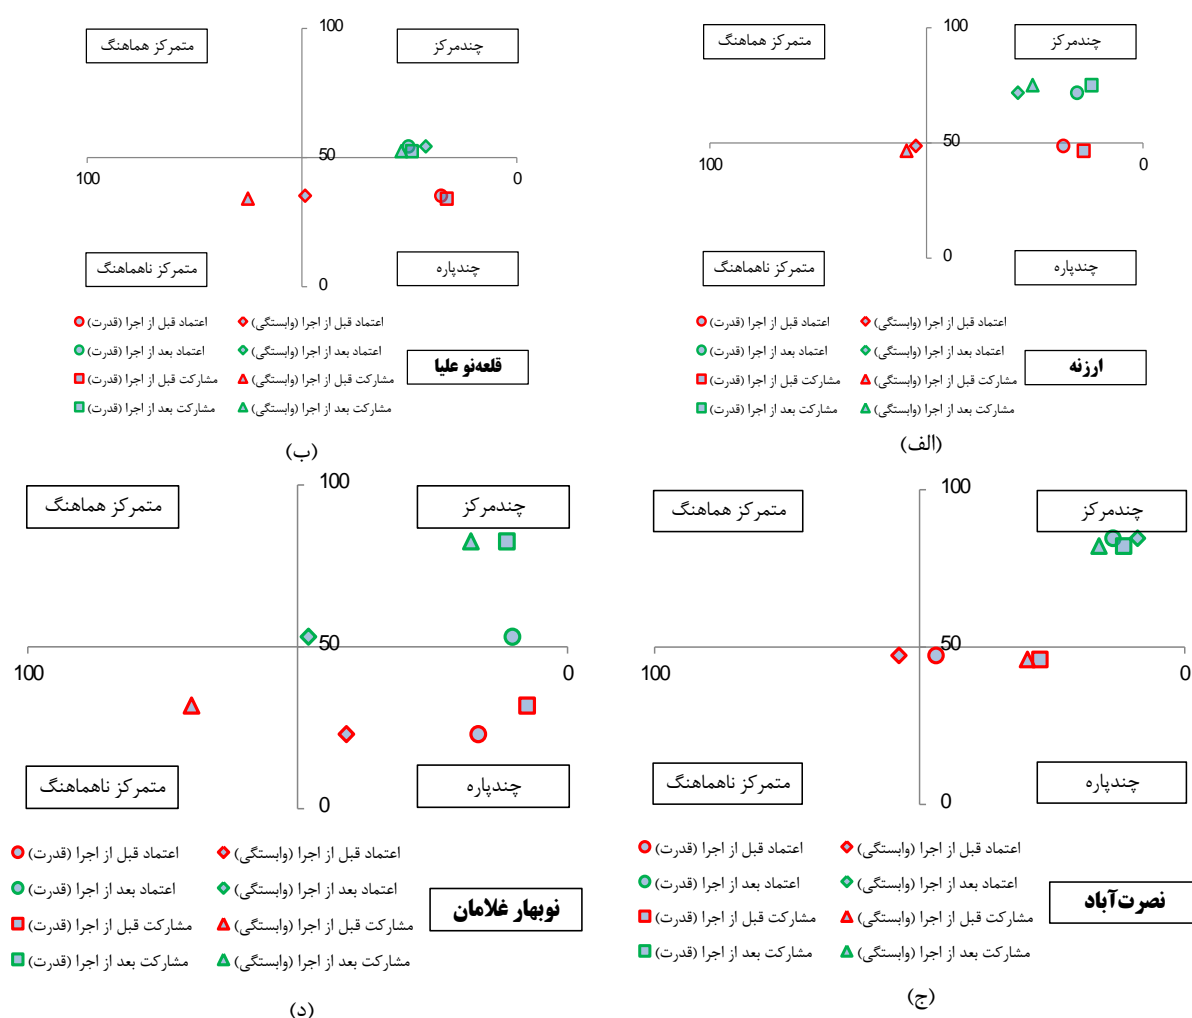 100
چندمرکز
متمرکز هماهنگ
50
100
0
0
چندپاره
متمرکز ناهماهنگ
اعتماد قبل از اجرا (وابستگی)
اعتماد قبل از اجرا (قدرت)
اعتماد بعد از اجرا (وابستگی)
اعتماد بعد از اجرا (قدرت)
مشارکت قبل از اجرا (وابستگی)
مشارکت قبل از اجرا (قدرت)
مشارکت بعد از اجرا (وابستگی)
مشارکت بعد از اجرا (قدرت)
ارزنه
(الف)
100
چندمرکز
متمرکز هماهنگ
50
100
0
چندپاره
متمرکز ناهماهنگ
0
اعتماد قبل از اجرا (وابستگی)
اعتماد قبل از اجرا (قدرت)
اعتماد بعد از اجرا (وابستگی)
اعتماد بعد از اجرا (قدرت)
مشارکت قبل از اجرا (وابستگی)
مشارکت قبل از اجرا (قدرت)
مشارکت بعد از اجرا (وابستگی)
مشارکت بعد از اجرا (قدرت)
قلعه‌نو علیا
(ب)
100
چندمرکز
متمرکز هماهنگ
50
100
0
چندپاره
متمرکز ناهماهنگ
0
اعتماد قبل از اجرا (وابستگی)
اعتماد قبل از اجرا (قدرت)
اعتماد بعد از اجرا (وابستگی)
اعتماد بعد از اجرا (قدرت)
مشارکت قبل از اجرا (وابستگی)
مشارکت قبل از اجرا (قدرت)
مشارکت بعد از اجرا (وابستگی)
مشارکت بعد از اجرا (قدرت)
نصرت‌آباد
(ج)
100
چندمرکز
متمرکز هماهنگ
50
100
0
چندپاره
متمرکز ناهماهنگ
0
اعتماد قبل از اجرا (وابستگی)
اعتماد قبل از اجرا (قدرت)
اعتماد بعد از اجرا (وابستگی)
اعتماد بعد از اجرا (قدرت)
مشارکت قبل از اجرا (وابستگی)
مشارکت قبل از اجرا (قدرت)
مشارکت بعد از اجرا (وابستگی)
مشارکت بعد از اجرا (قدرت)
نوبهار غلامان
(د)